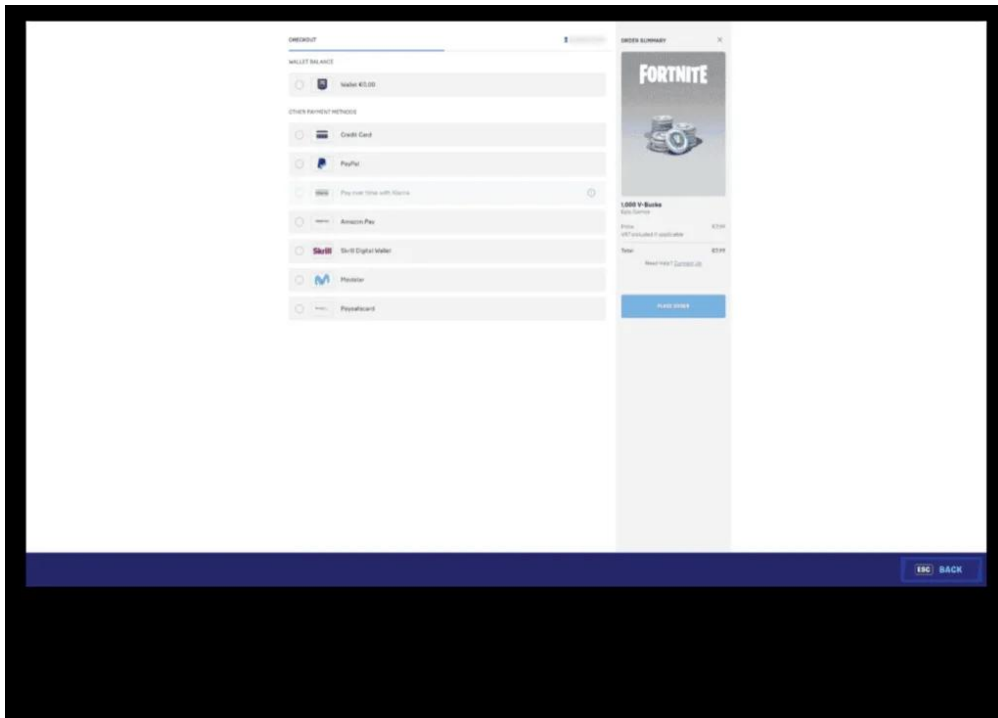 CHECKOUT
WALLET BALANCE
Wallet €0.00
OTHER PAYMENT METHODS
Credit Card
PayPal
Pay over time with Klarna
Amazon Pay
Skrill Skrill Digital Wallet
Movistar
Paysafecard
ORDER SUMMARY
FORTNITE
1,000 V-Bucks
Epic Games
Price
VAT included if applicable
Total
Need Help? Contact Us
PLACE ORDER
ESC BACK